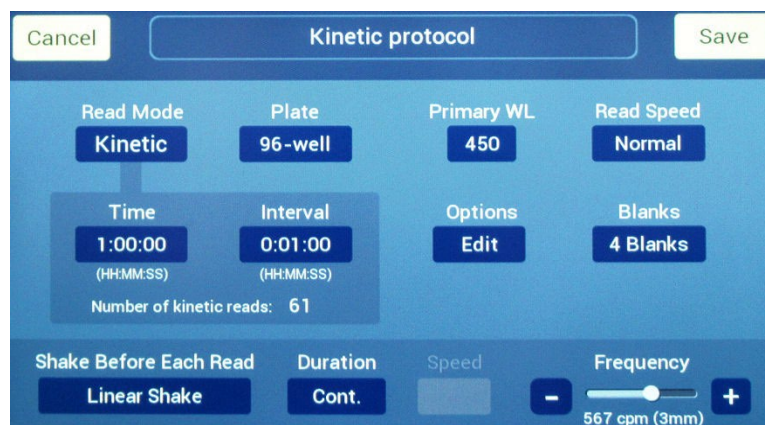 Cancel
Kinetic protocol
Save
Read Mode
Plate
Primary WL
Read Speed
Kinetic
96-well
450
Normal
Time
Interval
Options
Blanks
1:00:00
0:01:00
Edit
4 Blanks
(HH:MM:SS)
(HH:MM:SS)
Number of kinetic reads: 61
Shake Before Each Read
Duration
Speed
Frequency
Linear Shake
Cont.
-
+
567 cpm (3mm)